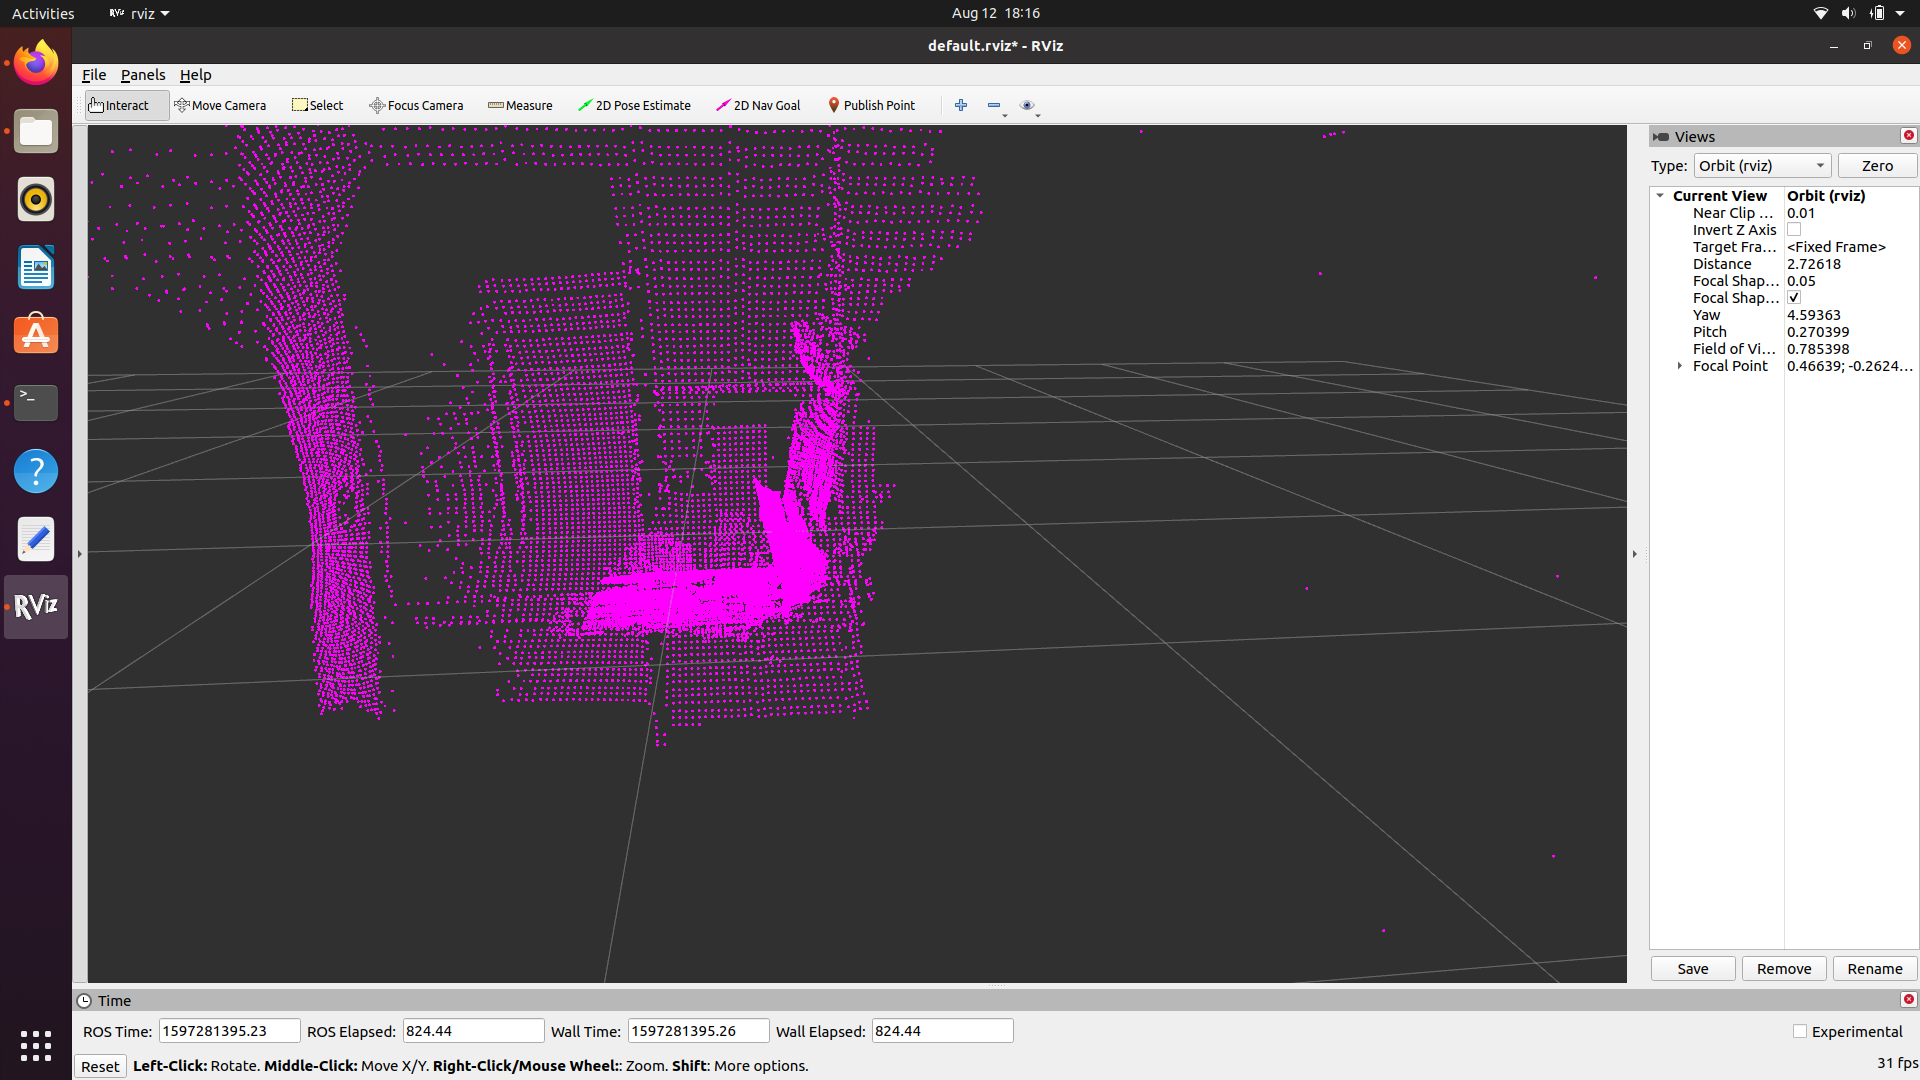 Activities RViz rviz Aug 12 18:16
default.rviz* - RViz
File Panels Help
Interact Move Camera Select Focus Camera Measure 2D Pose Estimate 2D Nav Goal Publish Point
Views
Type: Orbit (rviz) Zero
Current View Orbit (rviz)
Near Clip ... 0.01
Invert Z Axis
Target Fra... <Fixed Frame>
Distance 2.72618
Focal Shap... 0.05
Focal Shap...
Yaw 4.59363
Pitch 0.270399
Field of Vi... 0.785398
Focal Point 0.46639; -0.2624...
>_
?
RViz
Save Remove Rename
Time
ROS Time: 1597281395.23 ROS Elapsed: 824.44 Wall Time: 1597281395.26 Wall Elapsed: 824.44 Experimental
Reset Left-Click: Rotate. Middle-Click: Move X/Y. Right-Click/Mouse Wheel:: Zoom. Shift: More options. 31 fps